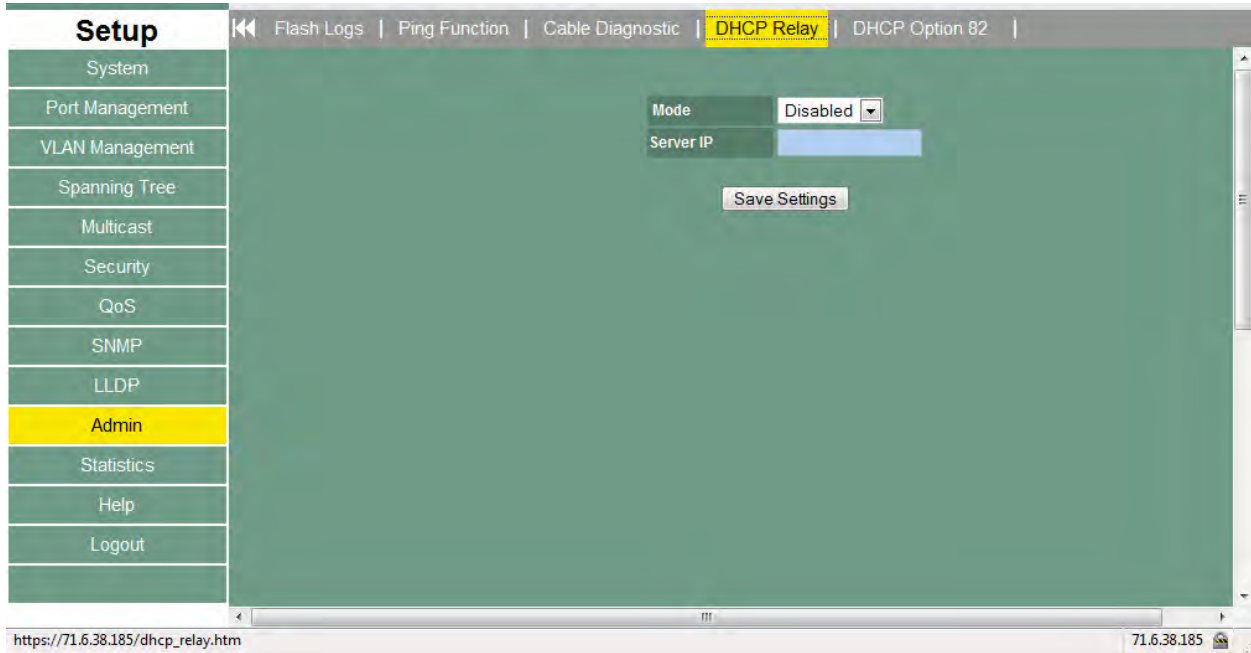 Setup
Flash Logs | Ping Function | Cable Diagnostic | DHCP Relay | DHCP Option 82 |
System
Port Management
VLAN Management
Spanning Tree
Multicast
Security
QoS
SNMP
LLDP
Admin
Statistics
Help
Logout
Mode Disabled
Server IP
Save Settings
https://71.6.38.185/dhcp_relay.htm 71.6.38.185